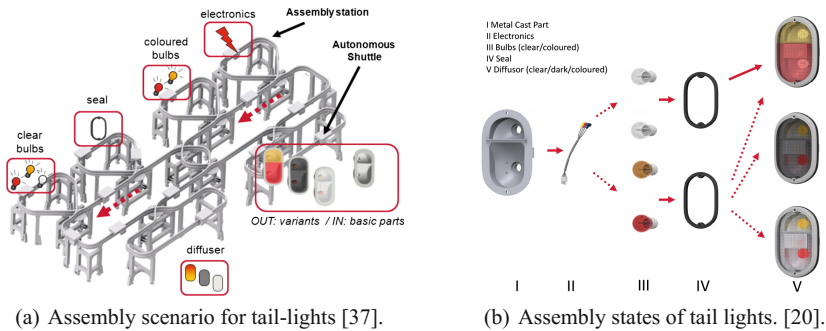 electronics
Assembly station
coloured
bulbs
Autonomous
Shuttle
seal
clear
bulbs
OUT: variants / IN: basic parts
diffuser
(a) Assembly scenario for tail-lights [37].
I Metal Cast Part
II Electronics
III Bulbs (clear/coloured)
IV Seal
V Diffusor (clear/dark/coloured)
I II III IV V
(b) Assembly states of tail lights. [20].